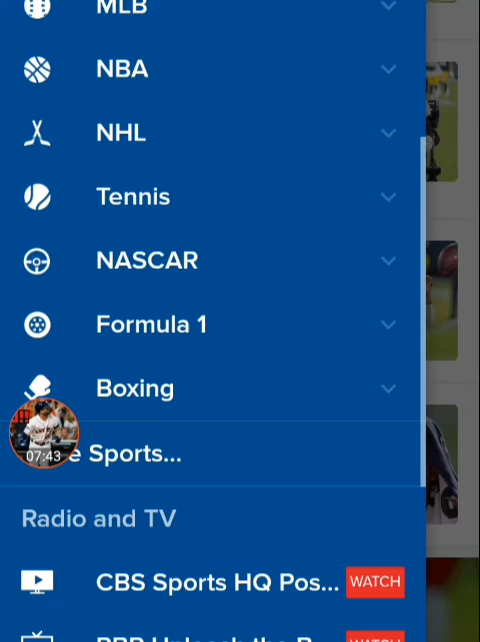 MLB
NBA
NHL
Tennis
NASCAR
Formula 1
Boxing
07:43
e Sports...
Radio and TV
CBS Sports HQ Pos...
WATCH